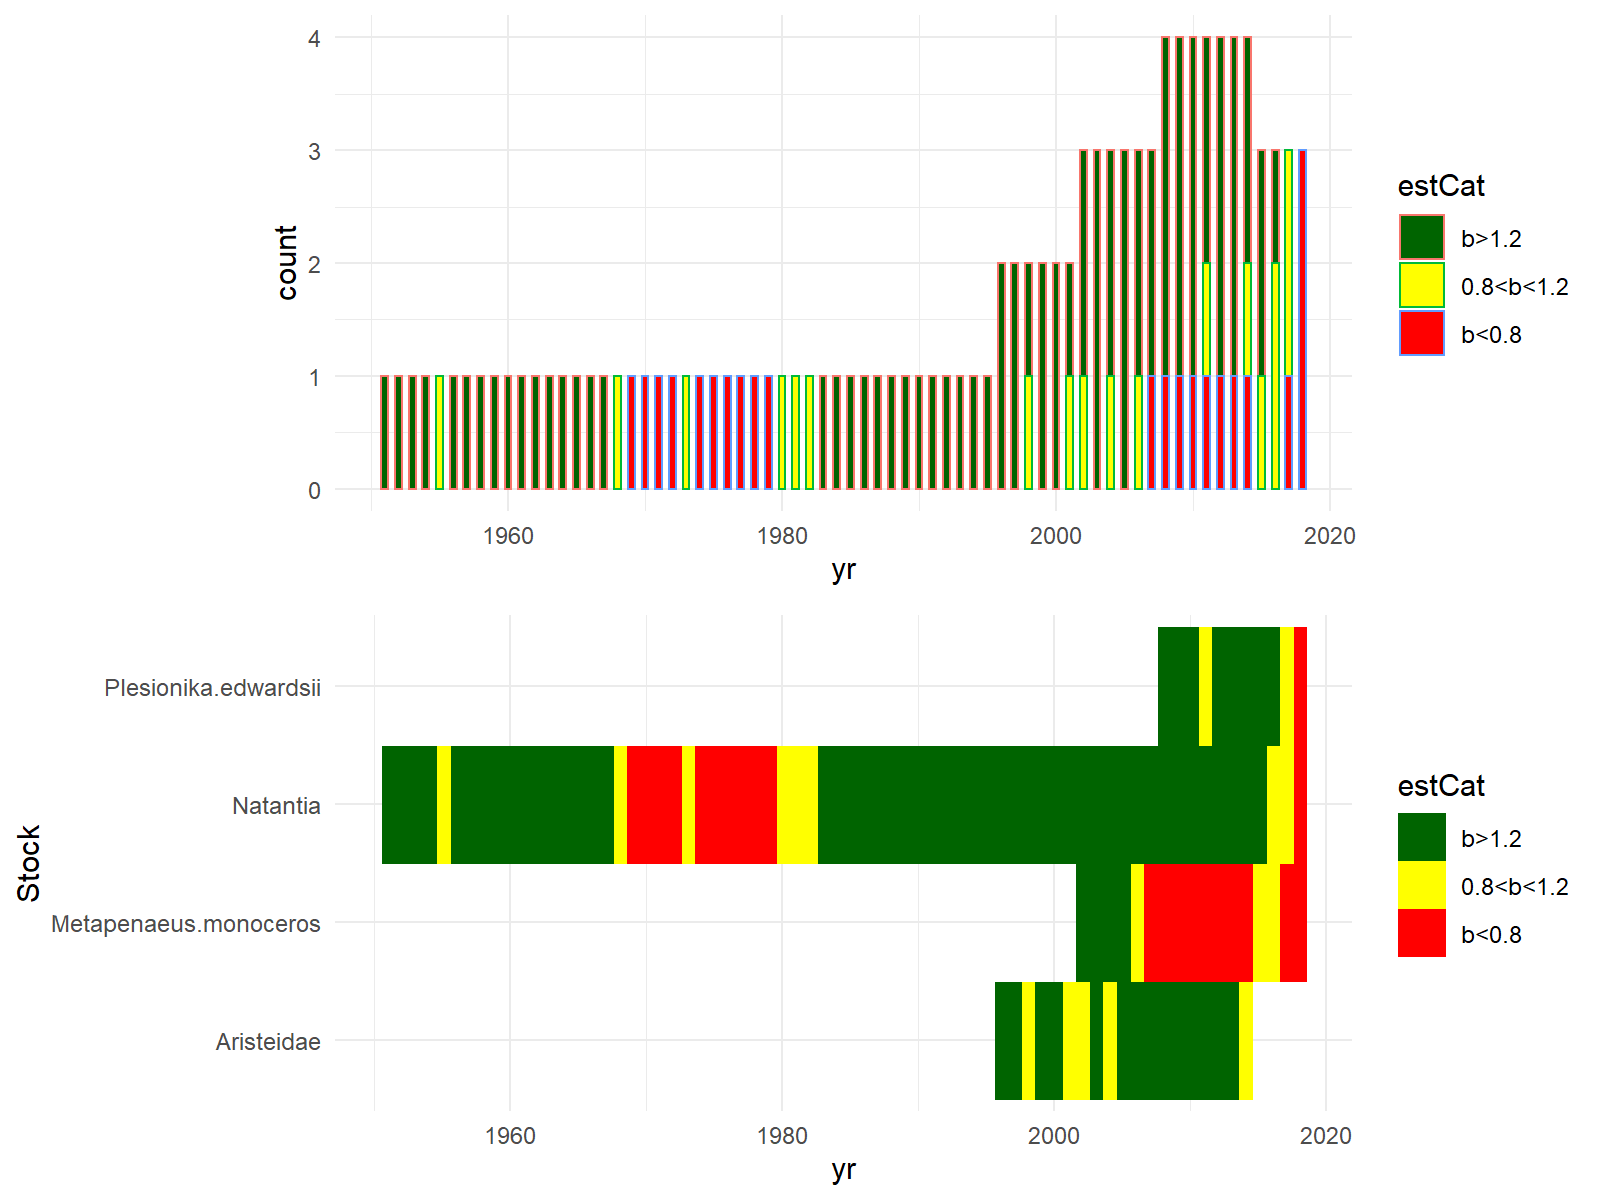 4
3
2
1
0
count
1960
1980
2000
2020
yr
estCat
b>1.2
0.8<b<1.2
b<0.8
Plesionika.edwardsii
Natantia
Metapenaeus.monoceros
Aristeidae
Stock
1960
1980
2000
2020
yr
estCat
b>1.2
0.8<b<1.2
b<0.8